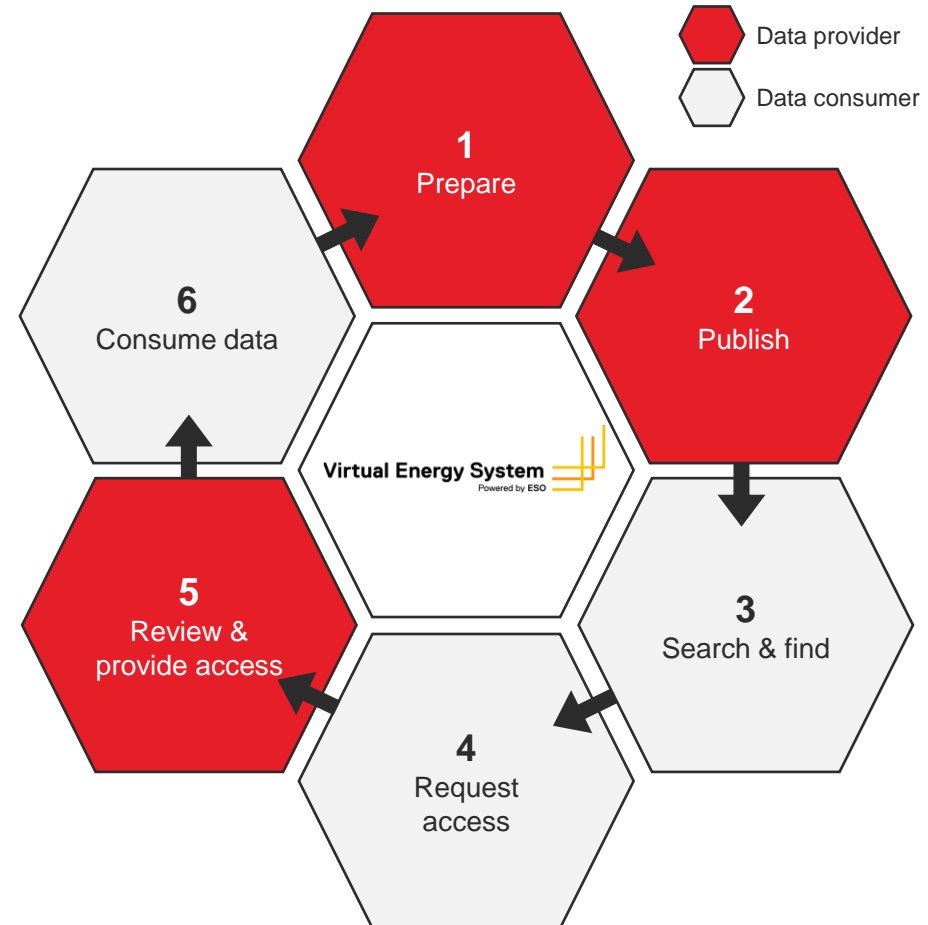 Data provider
Data consumer
1
Prepare
2
Publish
3
Search & find
4
Request
access
5
Review &
provide access
6
Consume data
Virtual Energy System
Powered by ESO